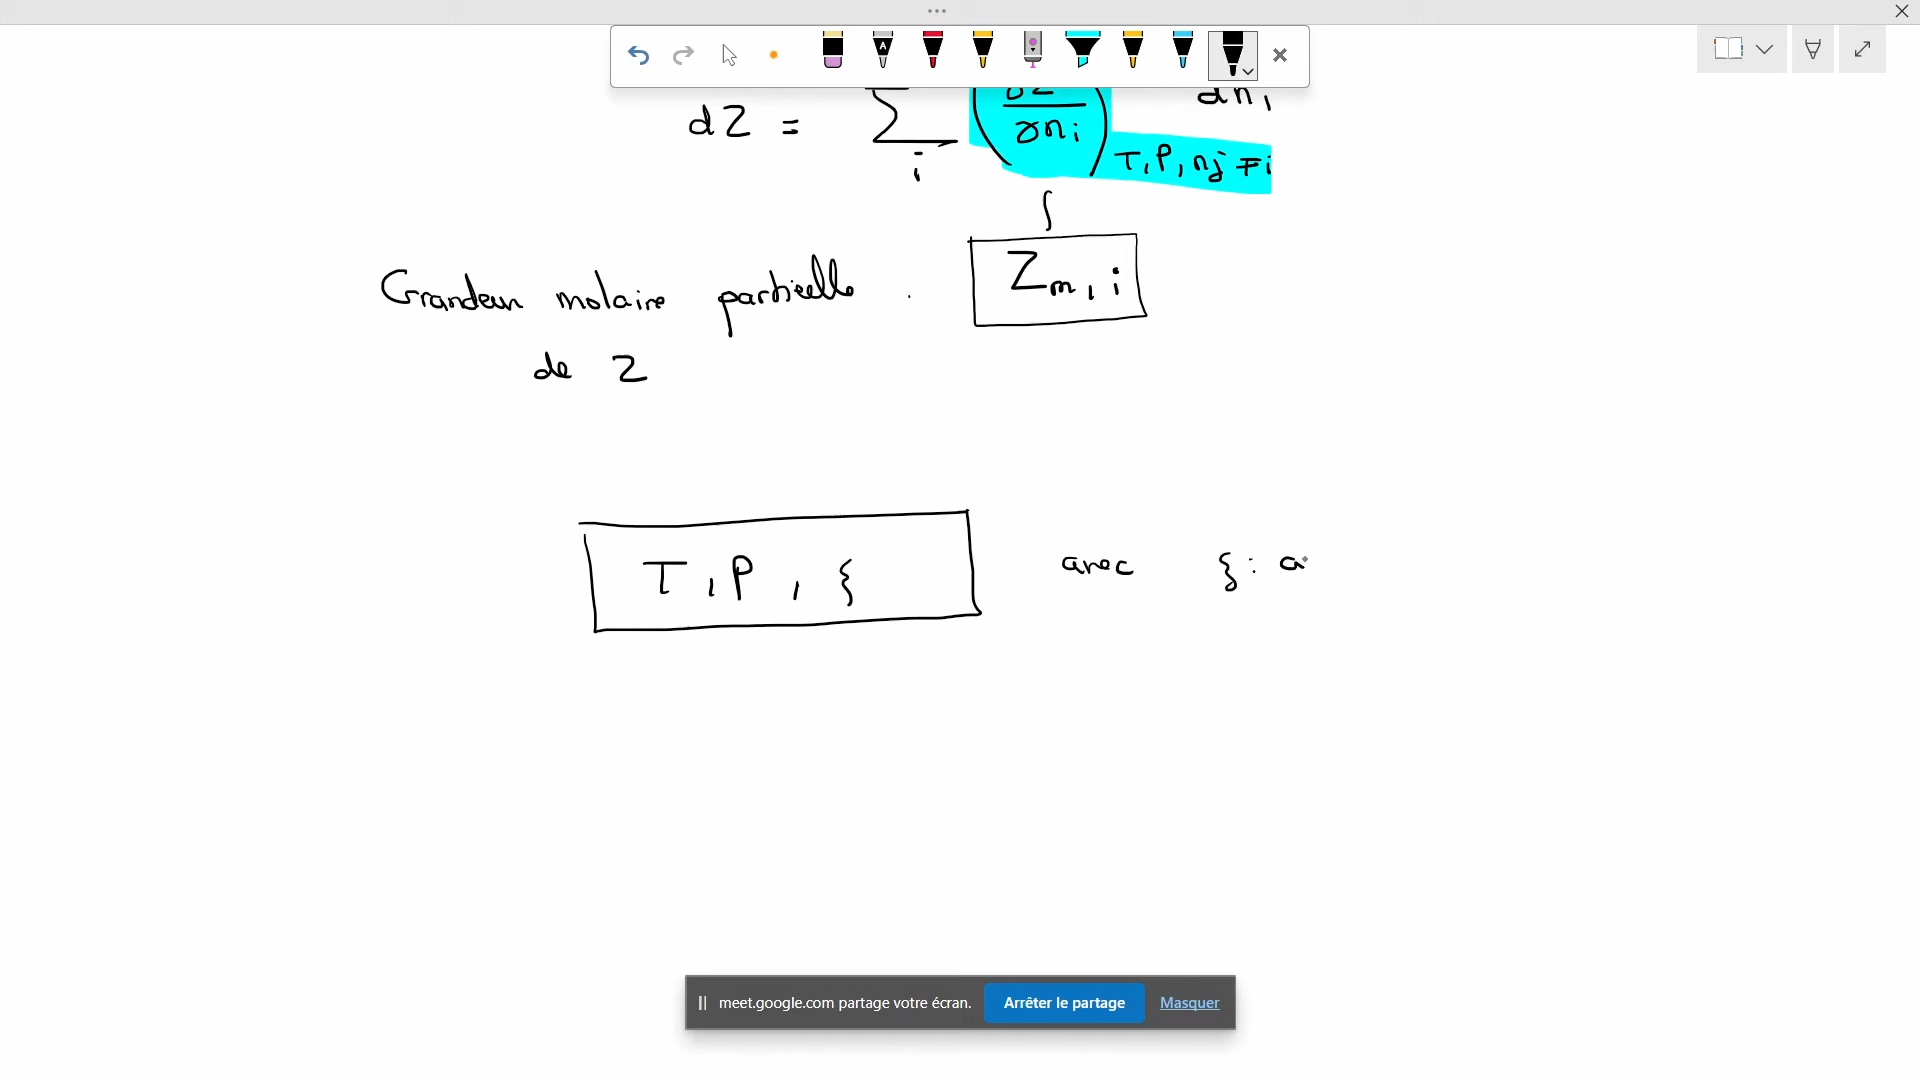 dZ = ∑ (∂Z dni
i ∂ni) T, P, nj≠i
Zm, i
Grandeur molaire partielle .
de Z
T, P, ξ avec ξ : a
meet.google.com partage votre écran. Arrêter le partage Masquer